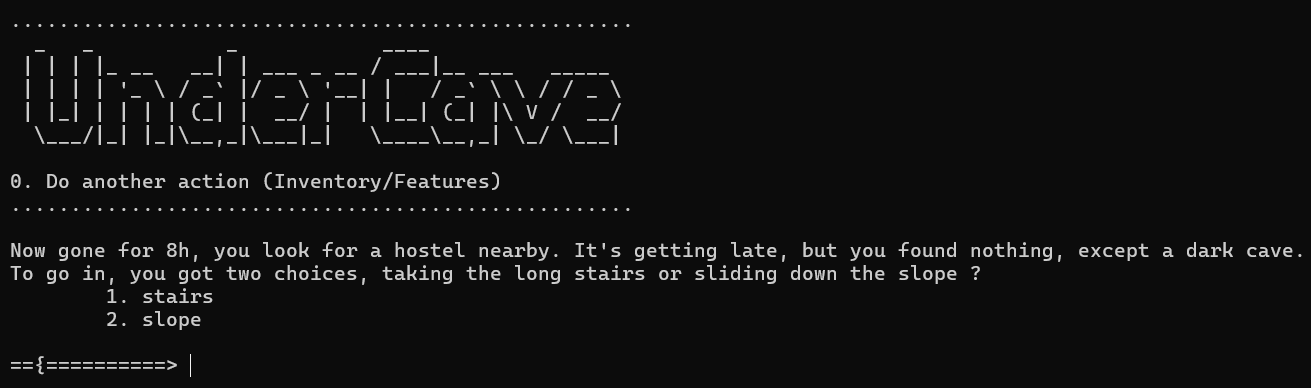 UnderCave
0. Do another action (Inventory/Features)
Now gone for 8h, you look for a hostel nearby. It's getting late, but you found nothing, except a dark cave.
To go in, you got two choices, taking the long stairs or sliding down the slope ?
1. stairs
2. slope
=={==========>